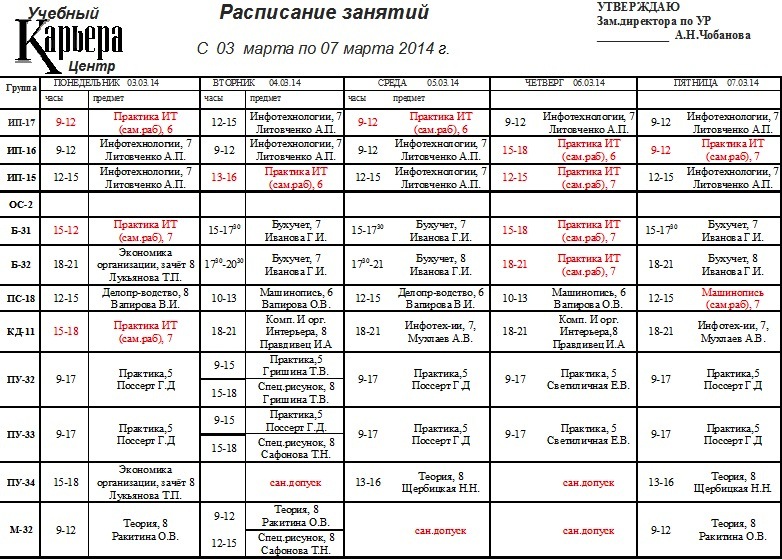 Учебный
Карьера
Центр
Расписание занятий
С 03 марта по 07 марта 2014 г.
УТВЕРЖДАЮ
Зам.директора по УР
____________ А.Н.Чобанова
Группа ПОНЕДЕЛЬНИК 03.03.14 ВТОРНИК 04.03.14 СРЕДА 05.03.14 ЧЕТВЕРГ 06.03.14 ПЯТНИЦА 07.03.14
часы предмет часы предмет часы предмет
ИП-17 9-12 Практика ИТ (сам.раб), 6 12-15 Инфотехнологии, 7 Литовченко А.П. 9-12 Практика ИТ (сам.раб), 6 9-12 Инфотехнологии, 7 Литовченко А.П. 9-12 Инфотехнологии, 7 Литовченко А.П.
ИП-16 9-12 Инфотехнологии, 7 Литовченко А.П. 9-12 Инфотехнологии, 7 Литовченко А.П. 9-12 Инфотехнологии, 7 Литовченко А.П. 15-18 Практика ИТ (сам.раб), 6 9-12 Практика ИТ (сам.раб), 7
ИП-15 12-15 Инфотехнологии, 7 Литовченко А.П. 13-16 Практика ИТ (сам.раб), 6 12-15 Инфотехнологии, 7 Литовченко А.П. 12-15 Практика ИТ (сам.раб), 7 12-15 Инфотехнологии, 7 Литовченко А.П.
ОС-2
Б-31 15-12 Практика ИТ (сам.раб), 7 15-17³⁰ Бухучет, 7 Иванова Г.И. 15-17³⁰ Бухучет, 7 Иванова Г.И. 15-18 Практика ИТ (сам.раб), 7 15-17³⁰ Бухучет, 7 Иванова Г.И.
Б-32 18-21 Экономика организации, зачёт 8 Лукьянова Т.П. 17³⁰-20³⁰ Бухучет, 7 Иванова Г.И. 17³⁰-21 Бухучет, 8 Иванова Г.И. 18-21 Практика ИТ (сам.раб), 7 18-21 Бухучет, 8 Иванова Г.И.
ПС-18 12-15 Делопр-водство, 8 Вапирова В.И. 10-13 Машинопись, 6 Вапирова О.В. 12-15 Делопр-водство, 6 Вапирова В.И. 10-13 Машинопись, 6 Вапирова О.В. 12-15 Машинопись (сам.раб), 7
КД-11 15-18 Практика ИТ (сам.раб), 7 18-21 Комп. И орг. Интерьера, 8 Правдивец И.А 18-21 Инфотех-ии, 7, Мухлаев А.В. 18-21 Комп. И орг. Интерьера,8 Правдивец И.А 18-21 Инфотех-ии, 7, Мухлаев А.В.
ПУ-32 9-17 Практика,5 Поссерт Г.Д 9-15 Практика,5 Гришина Т.В. 9-17 Практика,5 Поссерт Г.Д 9-17 Практика, 5 Светиличная Е.В. 9-17 Практика,5 Поссерт Г.Д
15-18 Спец.рисунок, 8 Гришина Т.В.
ПУ-33 9-17 Практика,5 Поссерт Г.Д 9-15 Практика,5 Поссерт Г.Д. 9-17 Практика,5 Поссерт Г.Д 9-17 Практика, 5 Светиличная Е.В. 9-17 Практика,5 Поссерт Г.Д
15-18 Спец.рисунок, 8 Сафонова Т.Н.
ПУ-34 15-18 Экономика организации, зачёт 8 Лукьянова Т.П. сан.допуск 13-16 Теория, 8 Щербицкая Н.Н. сан.допуск 13-16 Теория, 8 Щербицкая Н.Н.
М-32 9-12 Теория, 8 Ракитина О.В. 9-12 Теория, 8 Ракитина О.В. сан.допуск сан.допуск 9-12 Теория, 8 Ракитина О.В.
12-15 Спец.рисунок, 8 Сафонова Т.Н.